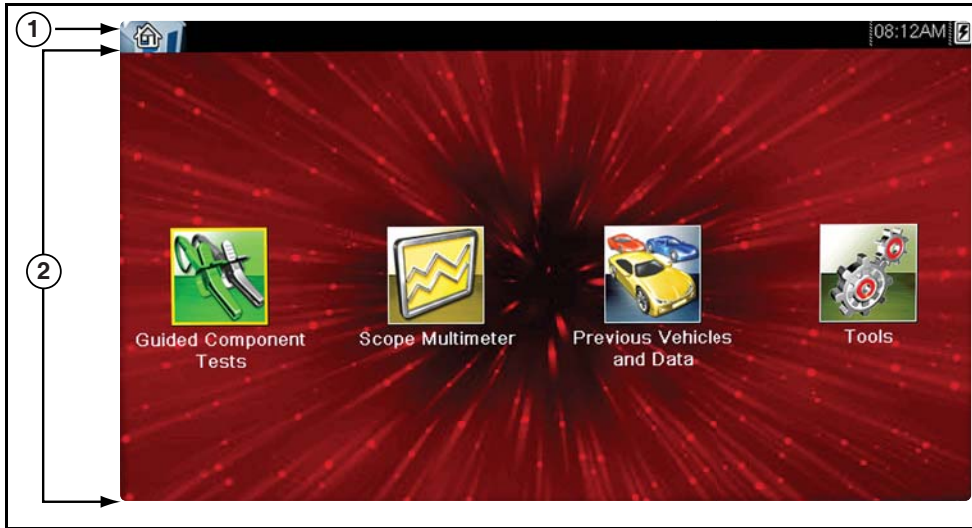 1
08:12AM
2
Guided Component
Tests
Scope Multimeter
Previous Vehicles
and Data
Tools